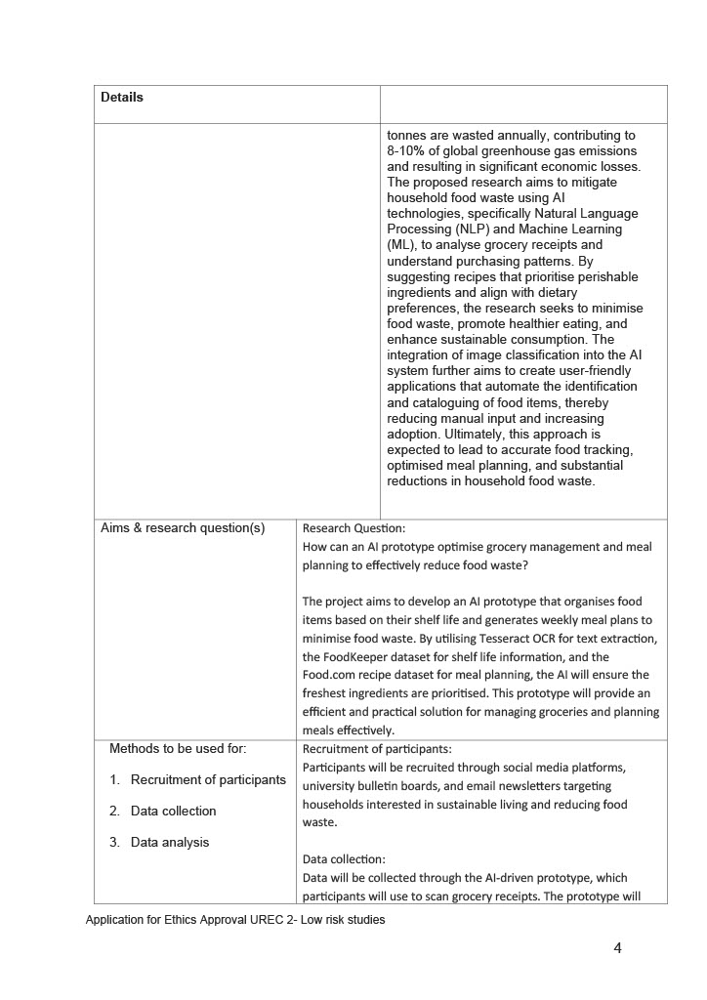 Details
tonnes are wasted annually, contributing to
8-10% of global greenhouse gas emissions
and resulting in significant economic losses.
The proposed research aims to mitigate
household food waste using AI
technologies, specifically Natural Language
Processing (NLP) and Machine Learning
(ML), to analyse grocery receipts and
understand purchasing patterns. By
suggesting recipes that prioritise perishable
ingredients and align with dietary
preferences, the research seeks to minimise
food waste, promote healthier eating, and
enhance sustainable consumption. The
integration of image classification into the AI
system further aims to create user-friendly
applications that automate the identification
and cataloguing of food items, thereby
reducing manual input and increasing
adoption. Ultimately, this approach is
expected to lead to accurate food tracking,
optimised meal planning, and substantial
reductions in household food waste.
Aims & research question(s)
Research Question:
How can an AI prototype optimise grocery management and meal
planning to effectively reduce food waste?
The project aims to develop an AI prototype that organises food
items based on their shelf life and generates weekly meal plans to
minimise food waste. By utilising Tesseract OCR for text extraction,
the FoodKeeper dataset for shelf life information, and the
Food.com recipe dataset for meal planning, the AI will ensure the
freshest ingredients are prioritised. This prototype will provide an
efficient and practical solution for managing groceries and planning
meals effectively.
Methods to be used for:
1. Recruitment of participants
2. Data collection
3. Data analysis
Recruitment of participants:
Participants will be recruited through social media platforms,
university bulletin boards, and email newsletters targeting
households interested in sustainable living and reducing food
waste.
Data collection:
Data will be collected through the AI-driven prototype, which
participants will use to scan grocery receipts. The prototype will
Application for Ethics Approval UREC 2- Low risk studies
4